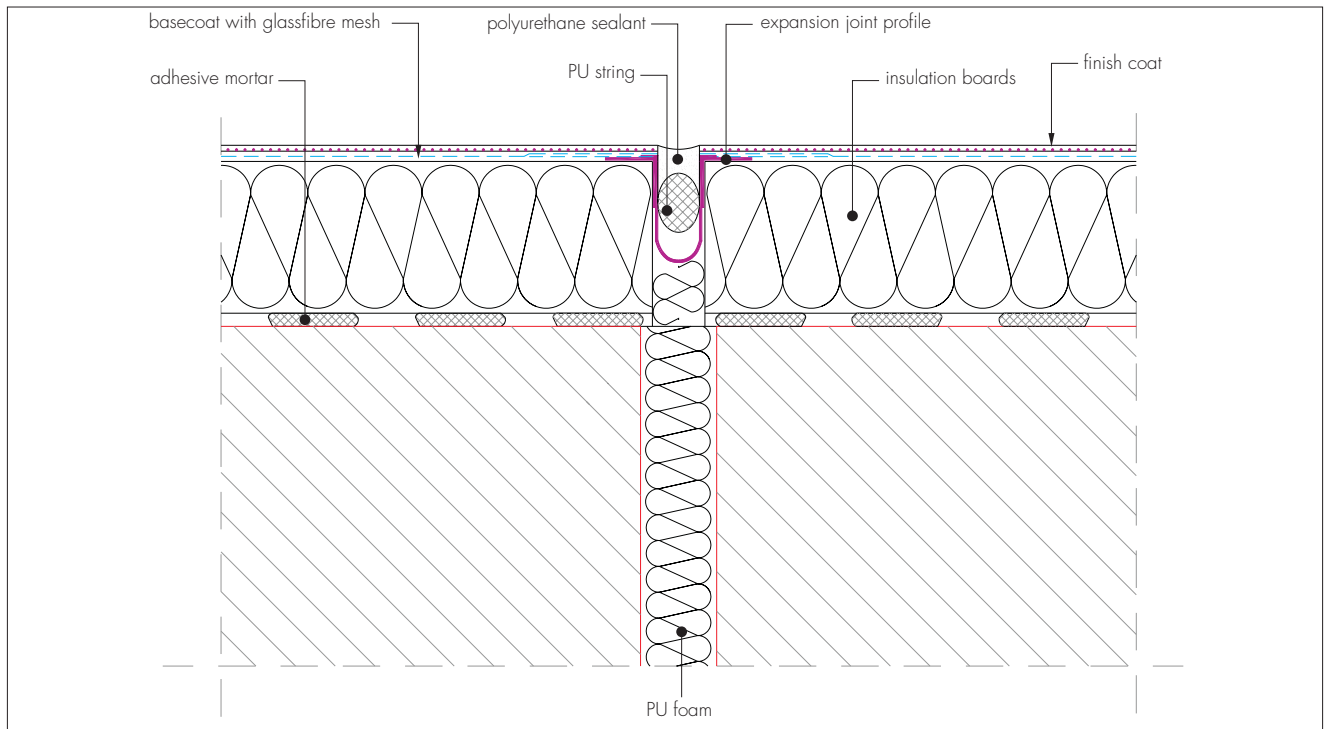 basecoat with glassfibre mesh
polyurethane sealant
expansion joint profile
adhesive mortar
PU string
insulation boards
finish coat
PU foam